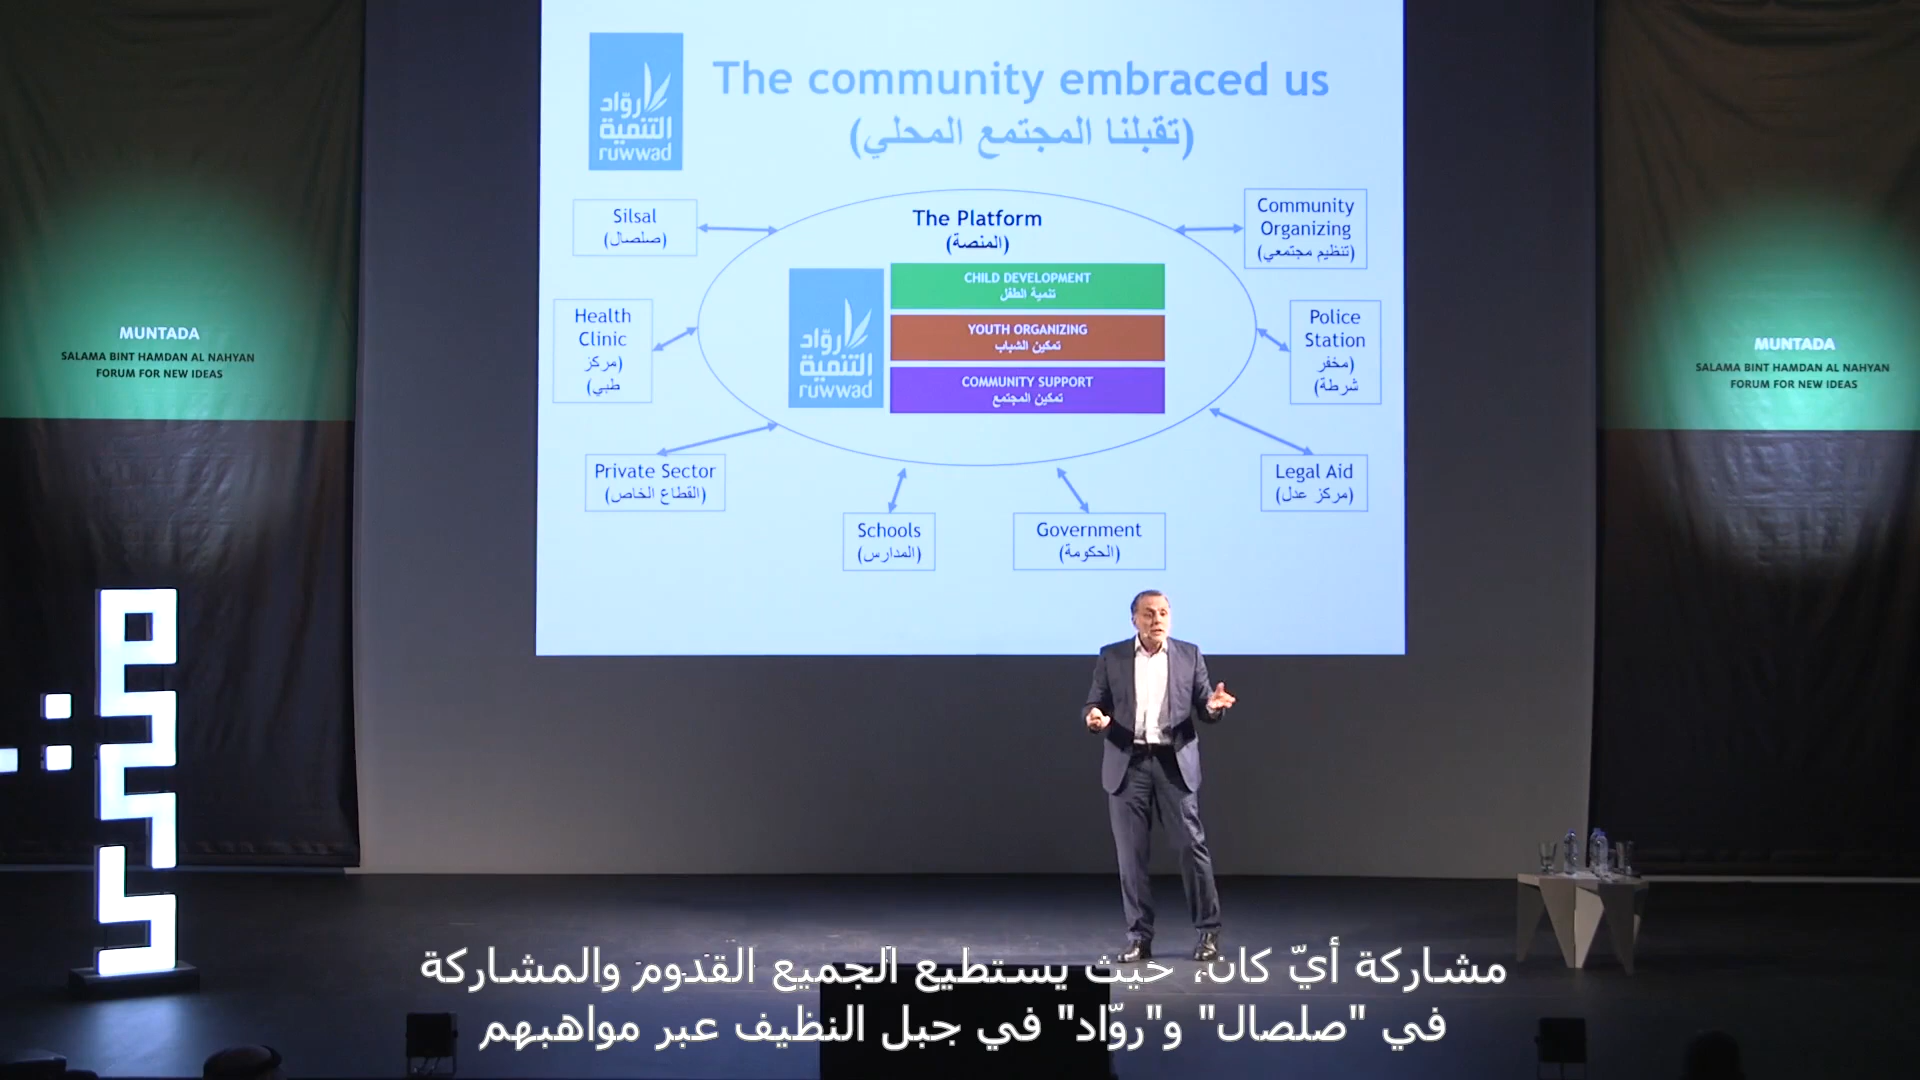 روّاد
التنمية
ruwwad
The community embraced us
(تقبلنا المجتمع المحلي)
Silsal
(صلصال)
The Platform
(المنصة)
Community
Organizing
(تنظيم مجتمعي)
Health
Clinic
(مركز
طبي)
روّاد
التنمية
ruwwad
CHILD DEVELOPMENT
تنمية الطفل
YOUTH ORGANIZING
تمكين الشباب
COMMUNITY SUPPORT
تمكين المجتمع
Police
Station
(مخفر
شرطة)
Private Sector
(القطاع الخاص)
Schools
(المدارس)
Government
(الحكومة)
Legal Aid
(مركز عدل)
MUNTADA
SALAMA BINT HAMDAN AL NAHYAN
FORUM FOR NEW IDEAS
MUNTADA
SALAMA BINT HAMDAN AL NAHYAN
FORUM FOR NEW IDEAS
مشاركة أيّ كان، حيث يستطيع الجميع القدوم والمشاركة
في "صلصال" و"روّاد" في جبل النظيف عبر مواهبهم